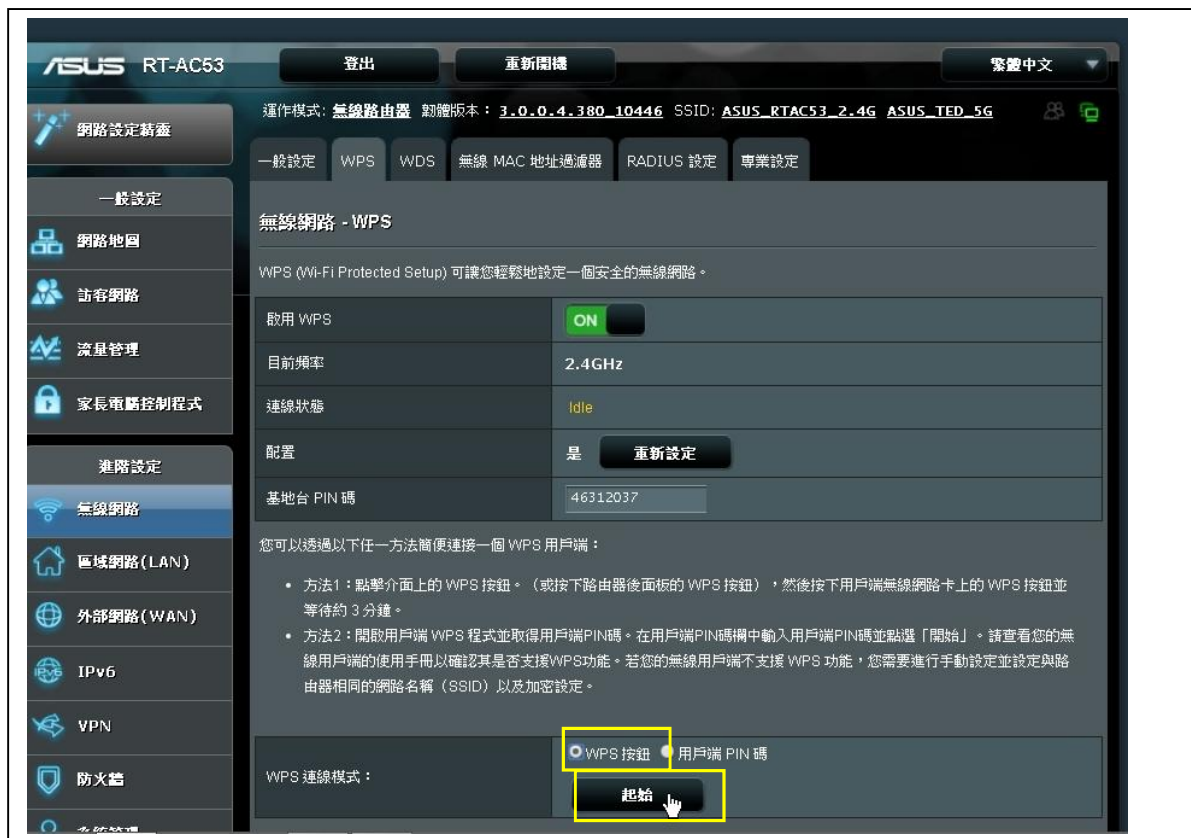 ASUS RT-AC53 登出 重新開機 繁體中文
運作模式: 無線路由器 韌體版本： 3.0.0.4.380_10446 SSID: ASUS_RTAC53_2.4G ASUS_TED_5G
網路設定精靈
一般設定
網路地圖
訪客網路
流量管理
家長電腦控制程式
進階設定
無線網路
區域網路(LAN)
外部網路(WAN)
IPv6
VPN
防火牆
一般設定 WPS WDS 無線 MAC 地址過濾器 RADIUS 設定 專業設定
無線網路 - WPS
WPS (Wi-Fi Protected Setup) 可讓您輕鬆地設定一個安全的無線網路。
啟用 WPS ON
目前頻率 2.4GHz
連線狀態 Idle
配置 是 重新設定
基地台 PIN 碼 46312037
您可以透過以下任一方法簡便連接一個 WPS 用戶端：
• 方法1：點擊介面上的 WPS 按鈕。（或按下路由器後面板的 WPS 按鈕），然後按下用戶端無線網路卡上的 WPS 按鈕並
等待約 3 分鐘。
• 方法2：開啟用戶端 WPS 程式並取得用戶端PIN碼。在用戶端PIN碼欄中輸入用戶端PIN碼並點選「開始」。請查看您的無
線用戶端的使用手冊以確認其是否支援WPS功能。若您的無線用戶端不支援 WPS 功能，您需要進行手動設定並設定與路
由器相同的網路名稱（SSID）以及加密設定。
WPS 連線模式： WPS 按鈕 用戶端 PIN 碼
起始